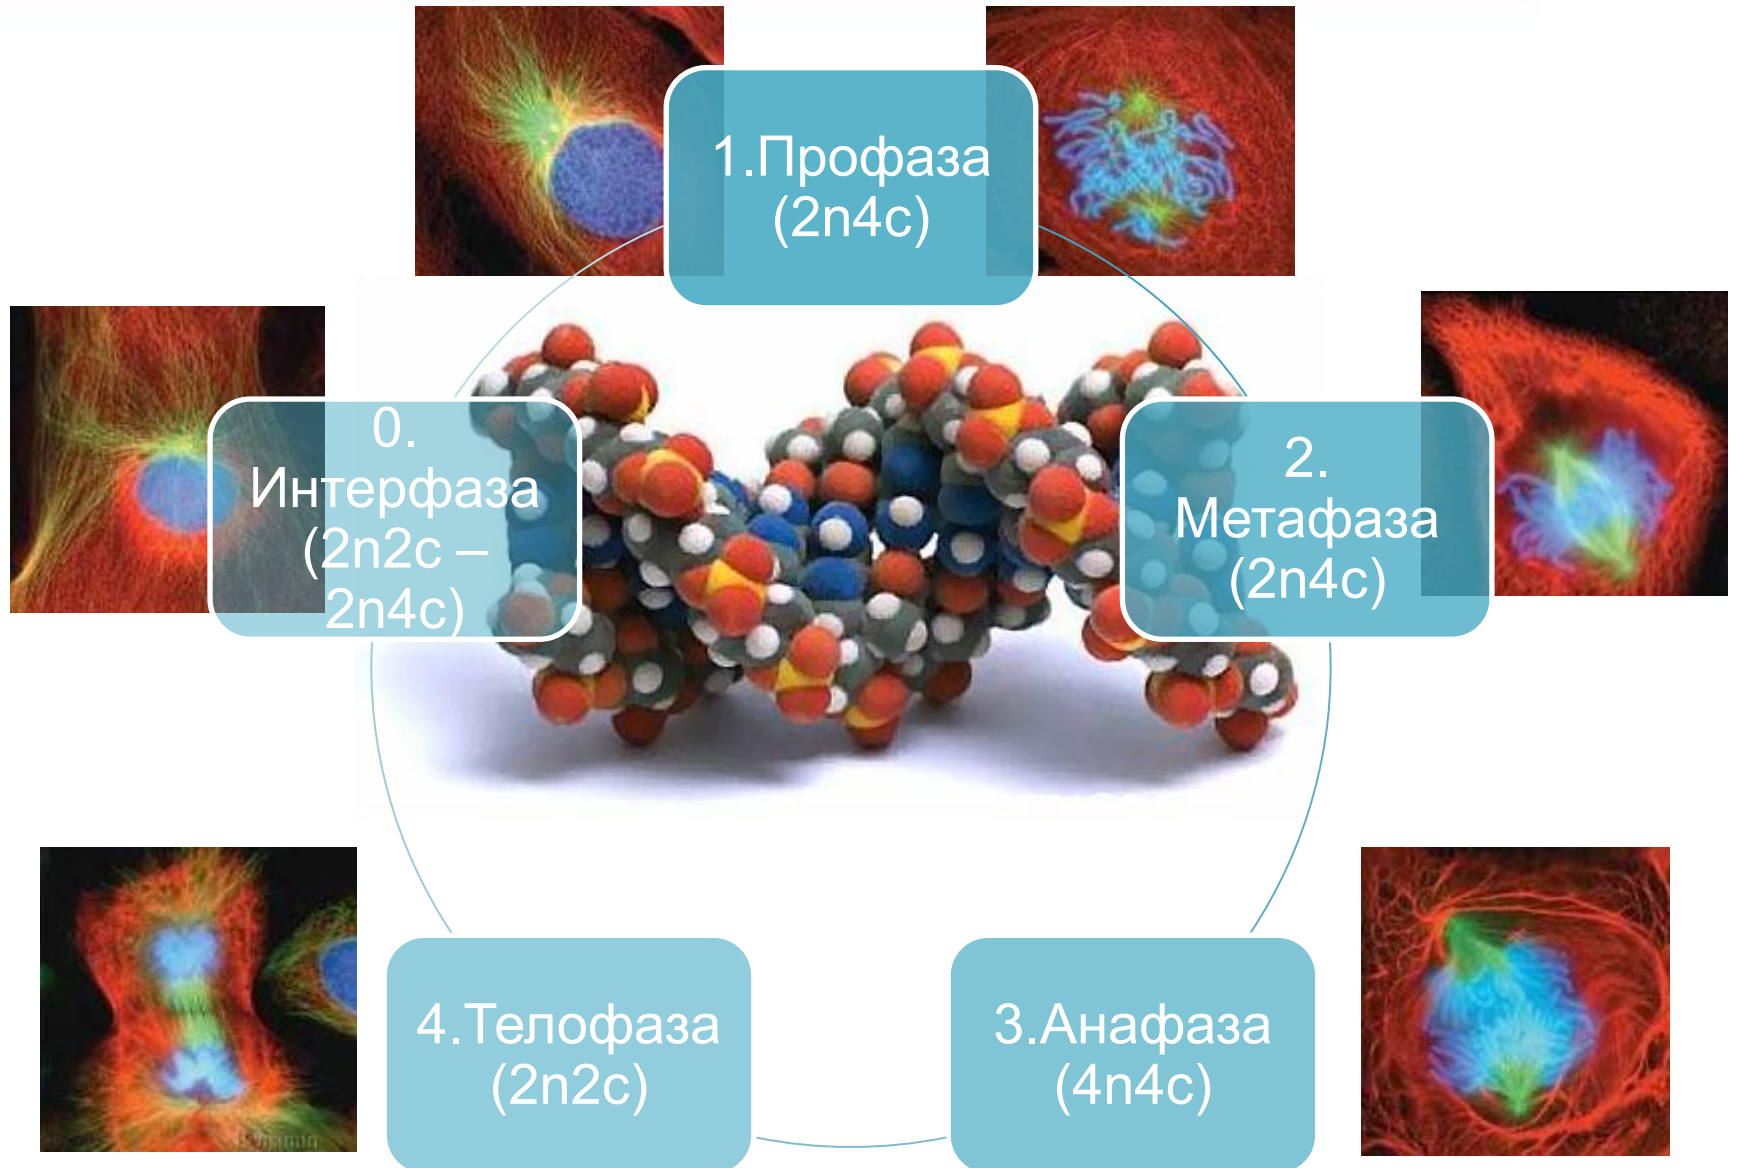 1.Профаза
(2n4c)
0.
Интерфаза
(2n2c –
2n4c)
2.
Метафаза
(2n4c)
4.Телофаза
(2n2c)
3.Анафаза
(4n4c)